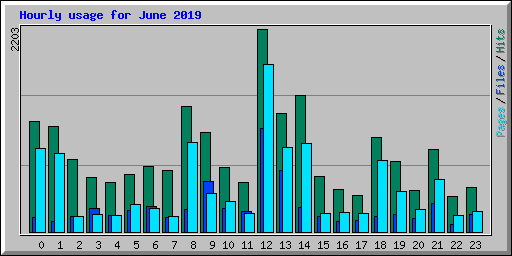 Hourly usage for June 2019
2203
Pages / Files / Hits
0 1 2 3 4 5 6 7 8 9 10 11 12 13 14 15 16 17 18 19 20 21 22 23